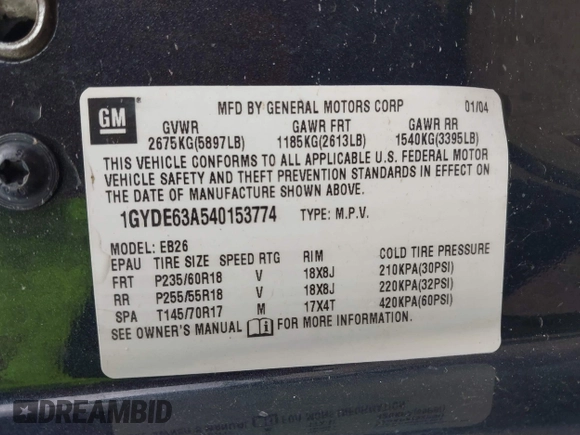 GM
MFD BY GENERAL MOTORS CORP 01/04
GVWR GAWR FRT GAWR RR
2675KG(5897LB) 1185KG(2613LB) 1540KG(3395LB)
THIS VEHICLE CONFORMS TO ALL APPLICABLE U.S. FEDERAL MOTOR
VEHICLE SAFETY AND THEFT PREVENTION STANDARDS IN EFFECT ON
THE DATE OF MANUFACTURE SHOWN ABOVE.
1GYDE63A540153774 TYPE: M.P.V.
MODEL: EB26
EPAU TIRE SIZE SPEED RTG RIM COLD TIRE PRESSURE
FRT P235/60R18 V 18X8J 210KPA(30PSI)
RR P255/55R18 V 18X8J 220KPA(32PSI)
SPA T145/70R17 M 17X4T 420KPA(60PSI)
SEE OWNER'S MANUAL FOR MORE INFORMATION.
DREAMBID